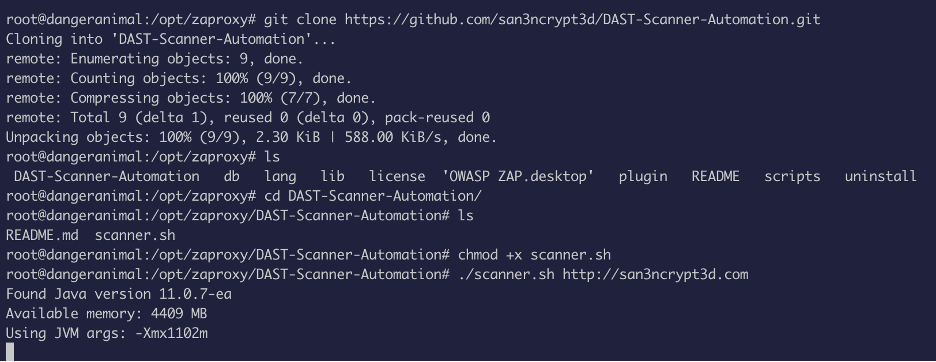 root@dangeranimal:/opt/zaproxy# git clone https://github.com/san3ncrypt3d/DAST-Scanner-Automation.git
Cloning into 'DAST-Scanner-Automation'...
remote: Enumerating objects: 9, done.
remote: Counting objects: 100% (9/9), done.
remote: Compressing objects: 100% (7/7), done.
remote: Total 9 (delta 1), reused 0 (delta 0), pack-reused 0
Unpacking objects: 100% (9/9), 2.30 KiB | 588.00 KiB/s, done.
root@dangeranimal:/opt/zaproxy# ls
DAST-Scanner-Automation   db   lang   lib   license  'OWASP ZAP.desktop'   plugin   README   scripts   uninstall
root@dangeranimal:/opt/zaproxy# cd DAST-Scanner-Automation/
root@dangeranimal:/opt/zaproxy/DAST-Scanner-Automation# ls
README.md  scanner.sh
root@dangeranimal:/opt/zaproxy/DAST-Scanner-Automation# chmod +x scanner.sh
root@dangeranimal:/opt/zaproxy/DAST-Scanner-Automation# ./scanner.sh http://san3ncrypt3d.com
Found Java version 11.0.7-ea
Available memory: 4409 MB
Using JVM args: -Xmx1102m